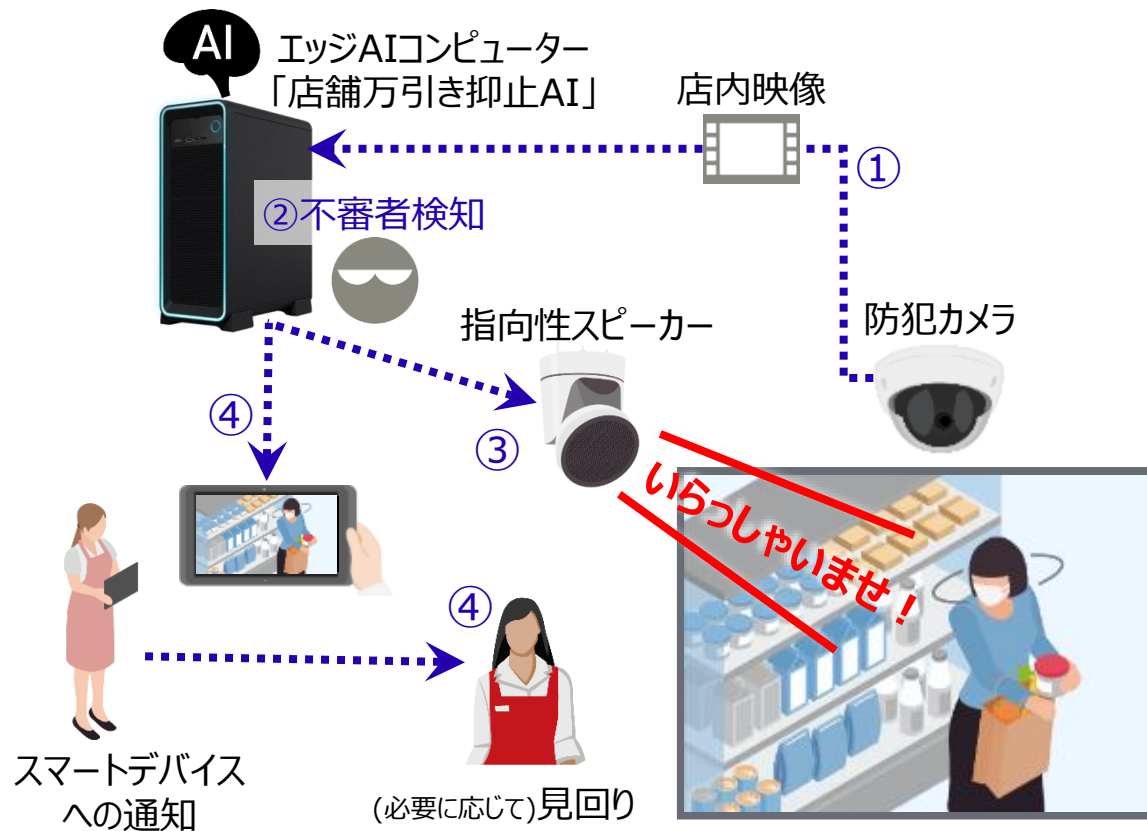 AI
エッジAIコンピューター
「店舗万引き抑止AI」
店内映像
①
②不審者検知
指向性スピーカー
防犯カメラ
④
③
いらっしゃいませ！
④
スマートデバイス
への通知
(必要に応じて)見回り